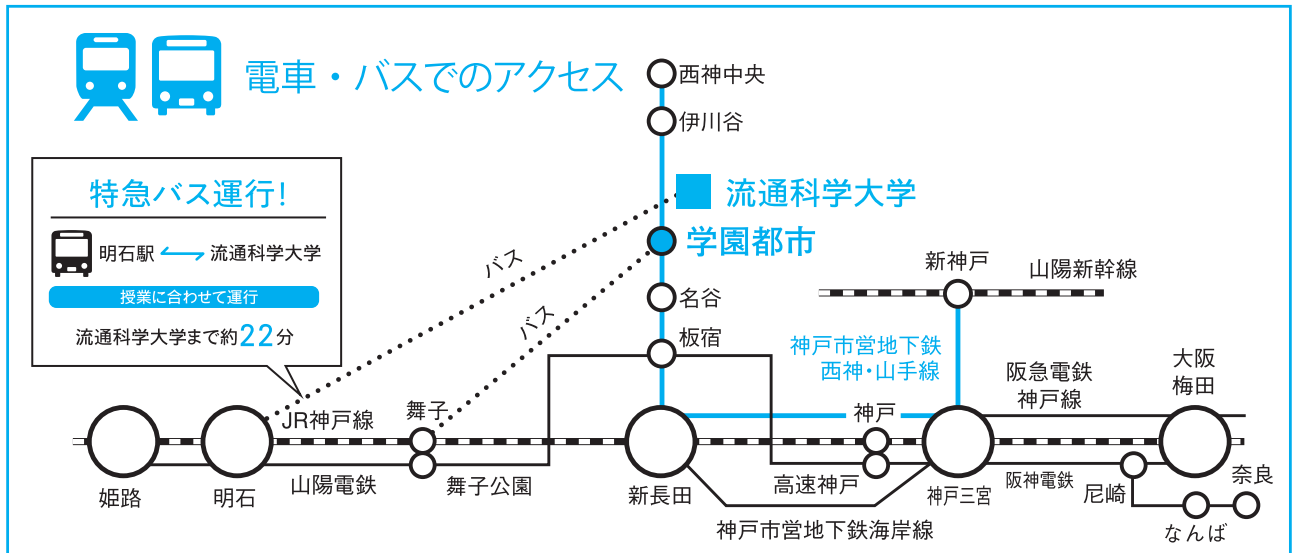 電車・バスでのアクセス
西神中央
伊川谷
特急バス運行!
明石駅
流通科学大学
授業に合わせて運行
流通科学大学まで約22分
流通科学大学
学園都市
バス
バス
名谷
板宿
新神戸
山陽新幹線
神戸市営地下鉄
西神・山手線
阪急電鉄
神戸線
大阪
梅田
JR神戸線
舞子
神戸
姫路
明石
山陽電鉄
舞子公園
新長田
高速神戸
神戸三宮
阪神電鉄
尼崎
奈良
なんば
神戸市営地下鉄海岸線